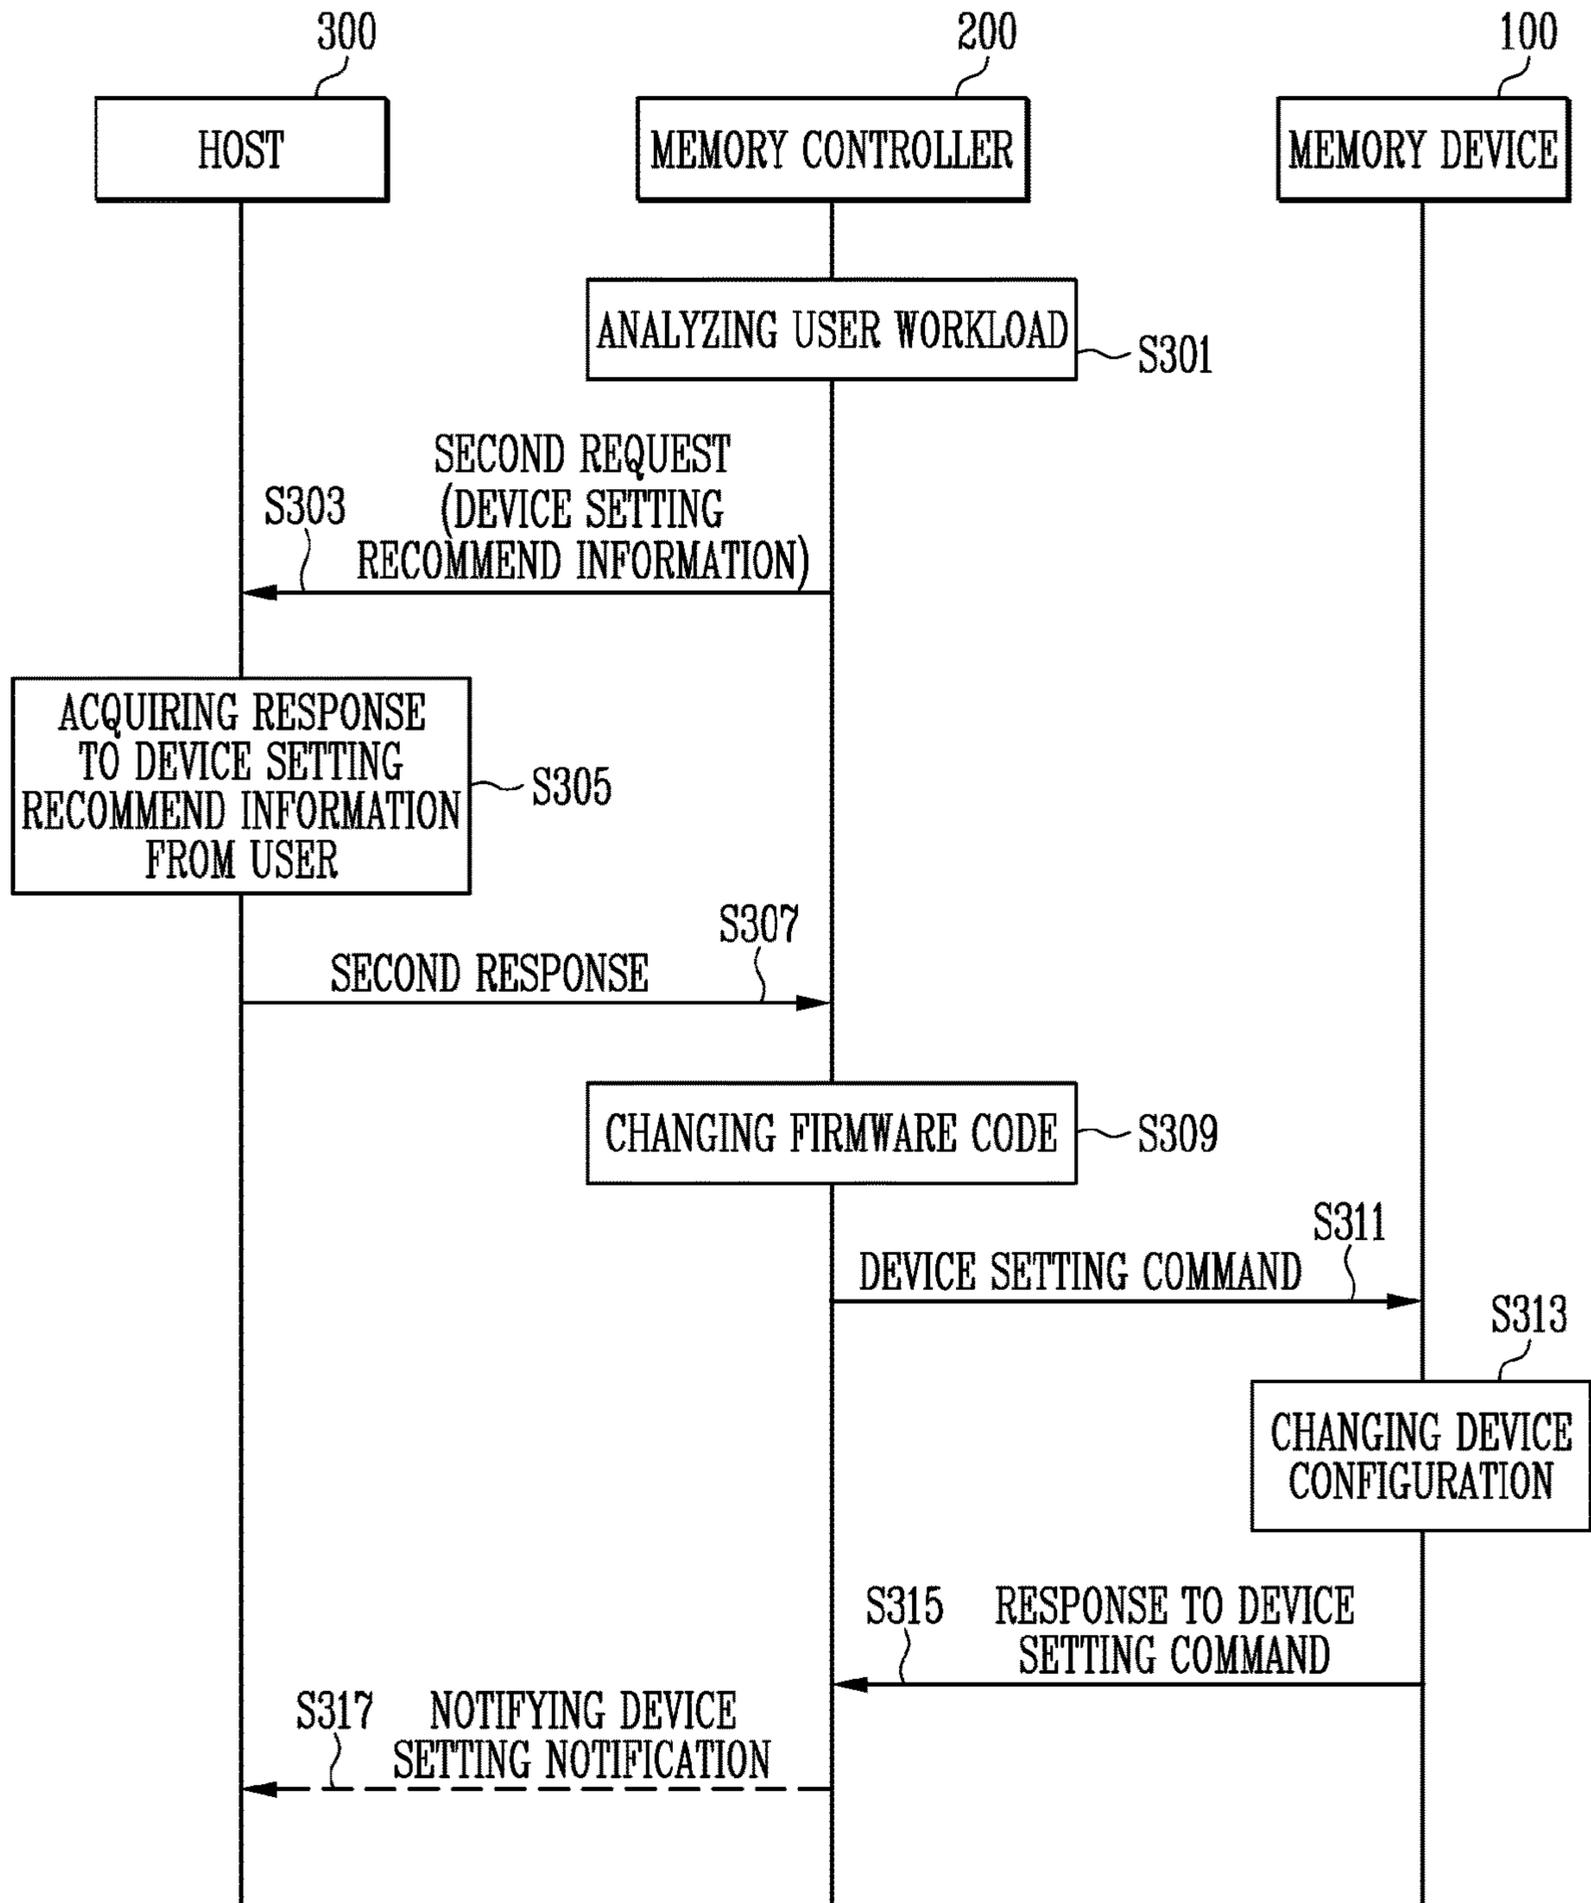 300
200
100
HOST
MEMORY CONTROLLER
MEMORY DEVICE
ANALYZING USER WORKLOAD
S301
SECOND REQUEST
(DEVICE SETTING
RECOMMEND INFORMATION)
S303
ACQUIRING RESPONSE
TO DEVICE SETTING
RECOMMEND INFORMATION
FROM USER
S305
S307
SECOND RESPONSE
CHANGING FIRMWARE CODE
S309
S311
DEVICE SETTING COMMAND
S313
CHANGING DEVICE
CONFIGURATION
S315
RESPONSE TO DEVICE
SETTING COMMAND
S317
NOTIFYING DEVICE
SETTING NOTIFICATION